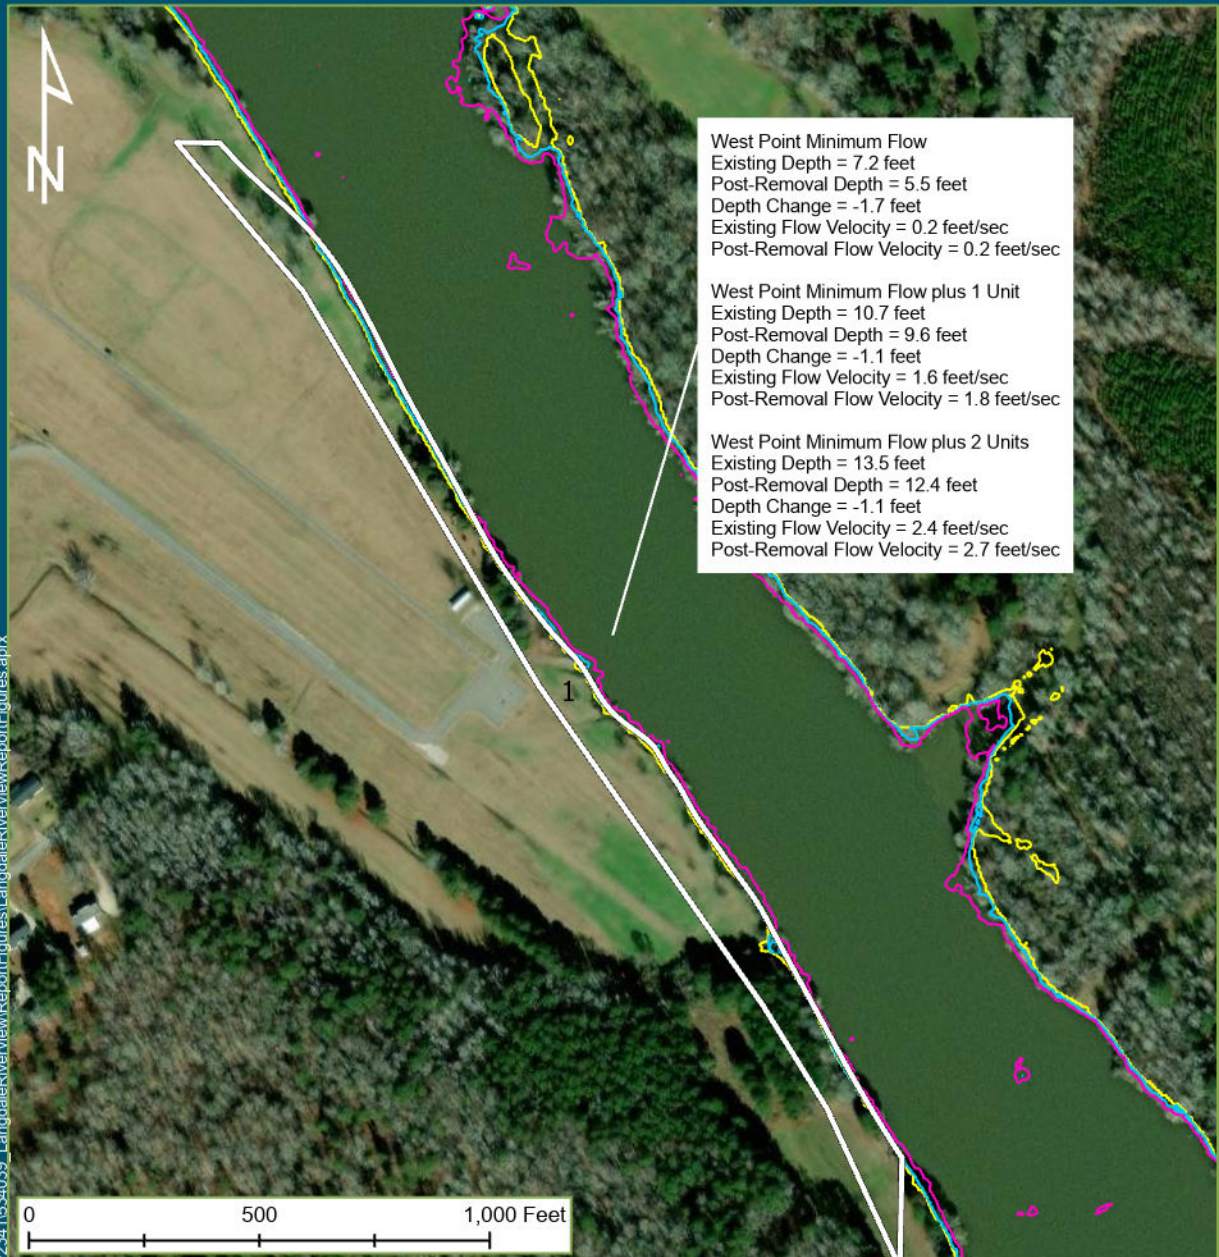 N
West Point Minimum Flow
Existing Depth = 7.2 feet
Post-Removal Depth = 5.5 feet
Depth Change = -1.7 feet
Existing Flow Velocity = 0.2 feet/sec
Post-Removal Flow Velocity = 0.2 feet/sec
West Point Minimum Flow plus 1 Unit
Existing Depth = 10.7 feet
Post-Removal Depth = 9.6 feet
Depth Change = -1.1 feet
Existing Flow Velocity = 1.6 feet/sec
Post-Removal Flow Velocity = 1.8 feet/sec
West Point Minimum Flow plus 2 Units
Existing Depth = 13.5 feet
Post-Removal Depth = 12.4 feet
Depth Change = -1.1 feet
Existing Flow Velocity = 2.4 feet/sec
Post-Removal Flow Velocity = 2.7 feet/sec
1
0 500 1,000 Feet